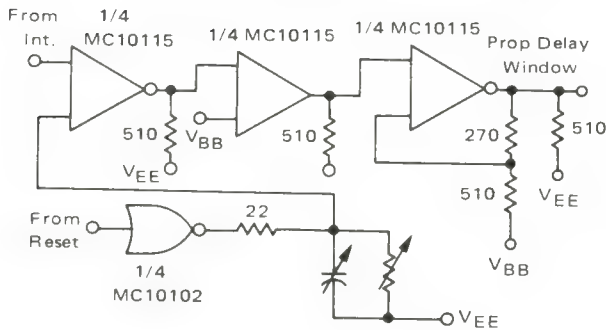 From
Int.
1/4
MC10115
1/4 MC10115
1/4 MC10115
Prop Delay
Window
510
VEE
VBB
510
270
510
510
VEE
VBB
From
Reset
22
1/4
MC10102
VEE